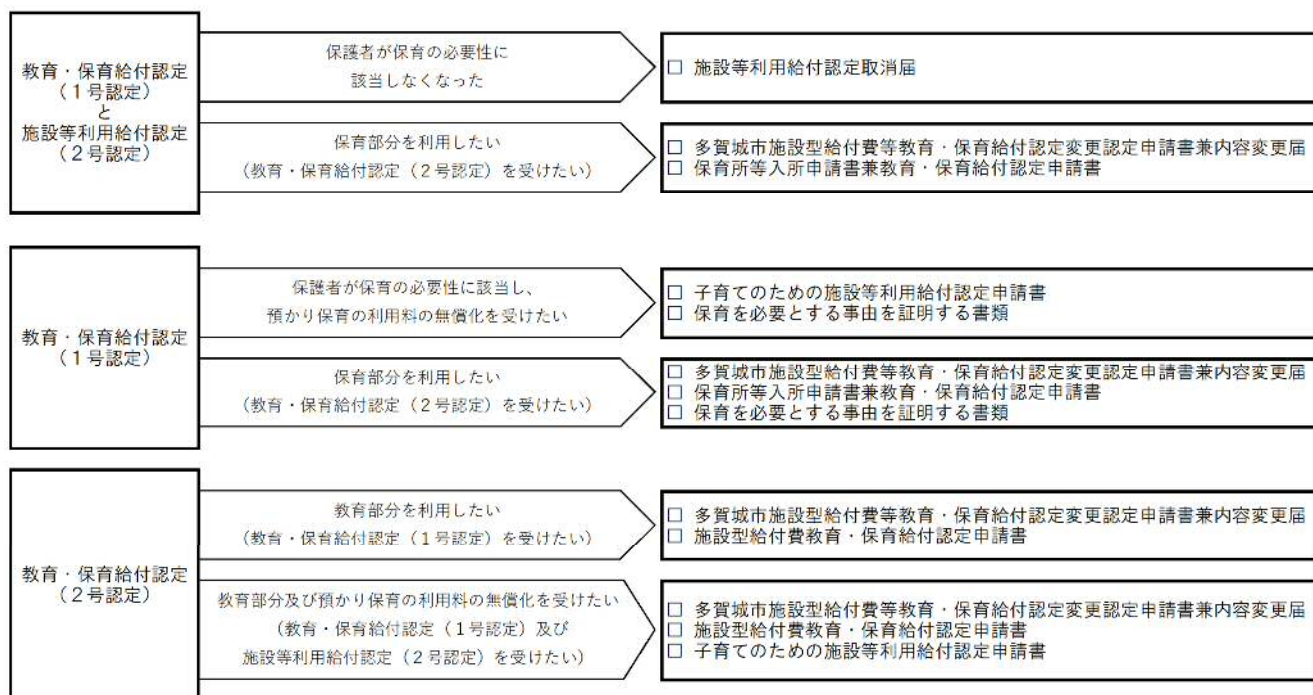 教育・保育給付認定
（１号認定）
と
施設等利用給付認定
（２号認定）
保護者が保育の必要性に
該当しなくなった
□ 施設等利用給付認定取消届
保育部分を利用したい
（教育・保育給付認定（２号認定）を受けたい）
□ 多賀城市施設型給付費等教育・保育給付認定変更認定申請書兼内容変更届
□ 保育所等入所申請書兼教育・保育給付認定申請書
教育・保育給付認定
（１号認定）
保護者が保育の必要性に該当し、
預かり保育の利用料の無償化を受けたい
□ 子育てのための施設等利用給付認定申請書
□ 保育を必要とする事由を証明する書類
保育部分を利用したい
（教育・保育給付認定（２号認定）を受けたい）
□ 多賀城市施設型給付費等教育・保育給付認定変更認定申請書兼内容変更届
□ 保育所等入所申請書兼教育・保育給付認定申請書
□ 保育を必要とする事由を証明する書類
教育・保育給付認定
（２号認定）
教育部分を利用したい
（教育・保育給付認定（１号認定）を受けたい）
□ 多賀城市施設型給付費等教育・保育給付認定変更認定申請書兼内容変更届
□ 施設型給付費教育・保育給付認定申請書
教育部分及び預かり保育の利用料の無償化を受けたい
（教育・保育給付認定（１号認定）及び
施設等利用給付認定（２号認定）を受けたい）
□ 多賀城市施設型給付費等教育・保育給付認定変更認定申請書兼内容変更届
□ 施設型給付費教育・保育給付認定申請書
□ 子育てのための施設等利用給付認定申請書